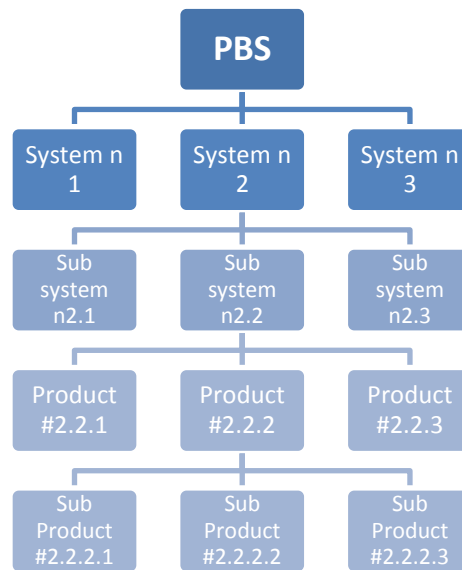 PBS
System n
1
System n
2
System n
3
Sub
system
n2.1
Sub
system
n2.2
Sub
system
n2.3
Product
#2.2.1
Product
#2.2.2
Product
#2.2.3
Sub
Product
#2.2.2.1
Sub
Product
#2.2.2.2
Sub
Product
#2.2.2.3